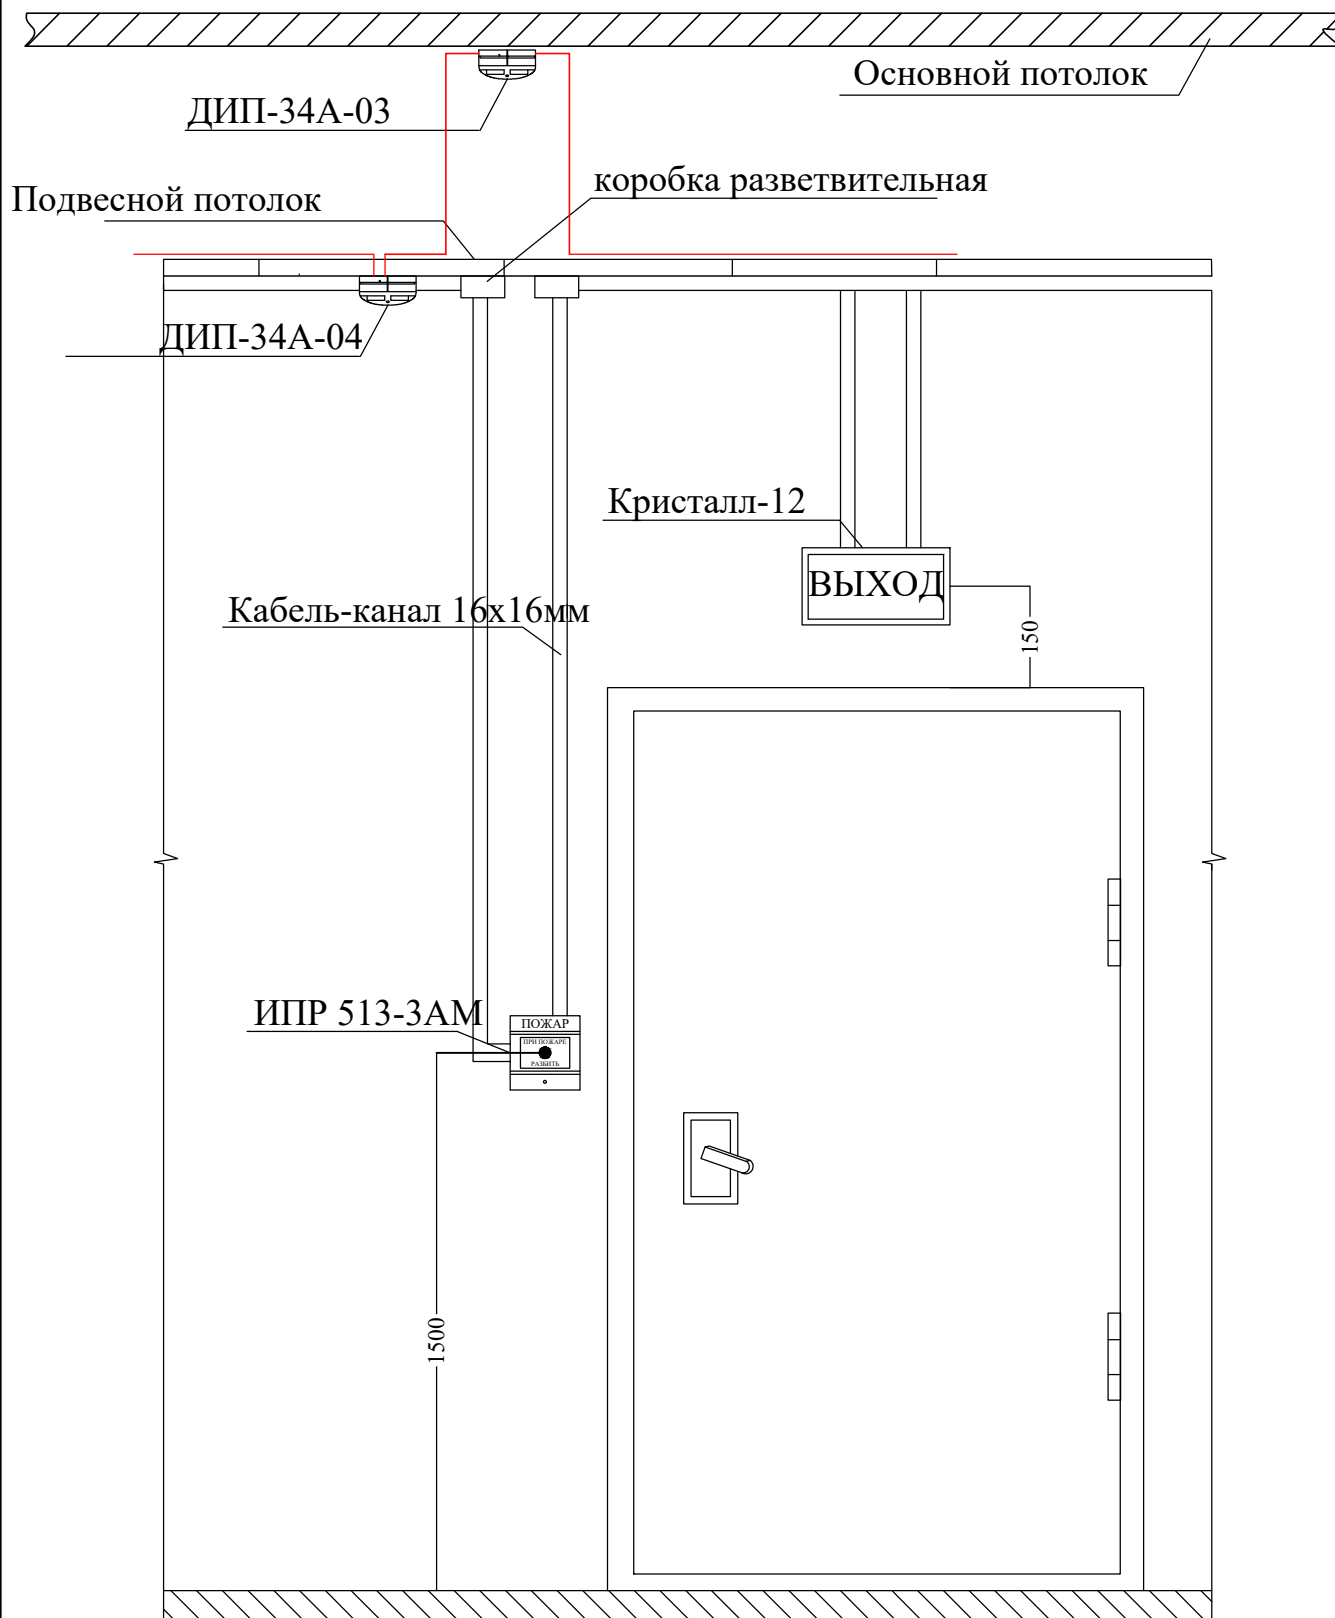 Основной потолок
ДИП-34А-03
коробка разветвительная
Подвесной потолок
ДИП-34А-04
Кристалл-12
ВЫХОД
Кабель-канал 16х16мм
150
ИПР 513-3АМ
ПОЖАР
ПРИ ПОЖАРЕ
РАЗБИТЬ
1500